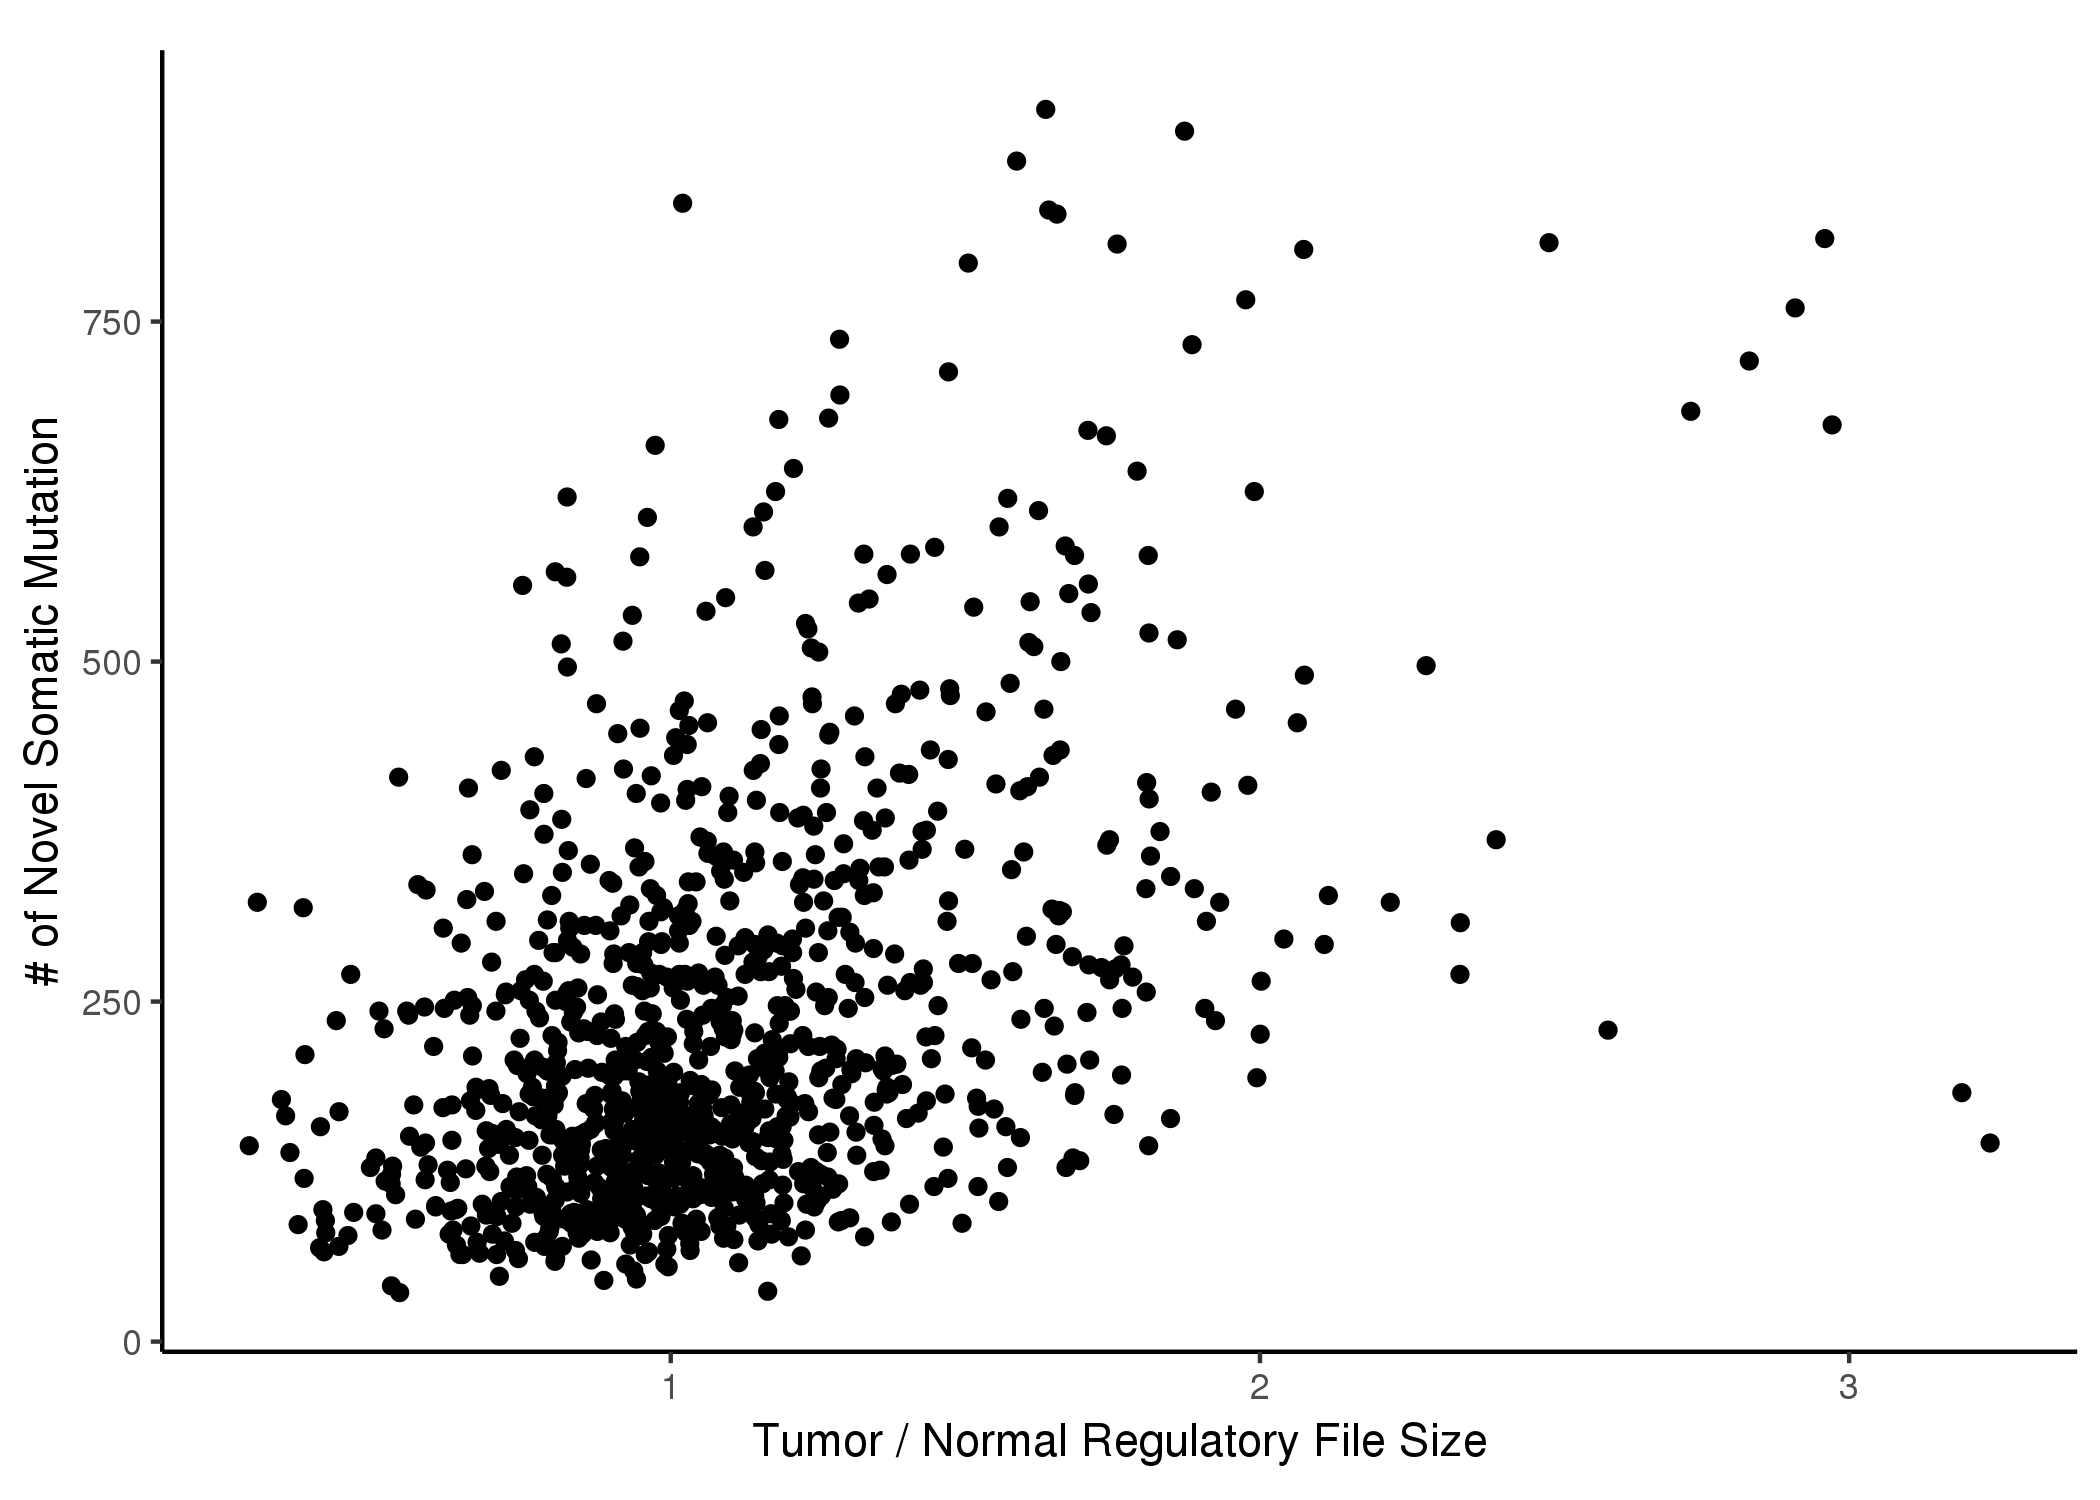 # of Novel Somatic Mutation
750
500
250
0
1 2 3
Tumor / Normal Regulatory File Size